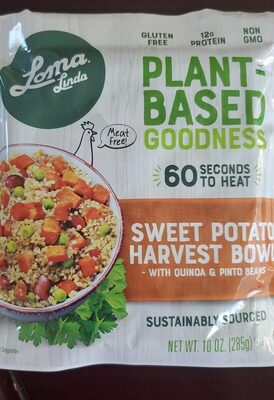 Loma
Linda
GLUTEN
FREE
12g
PROTEIN
NON
GMO
PLANT-
BASED
GOODNESS
Meat
Free!
60 SECONDS
TO HEAT
SWEET POTATO
HARVEST BOWL
- WITH QUINOA & PINTO BEANS -
SUSTAINABLY SOURCED
NET WT. 10 OZ. (285g)
Suggestion